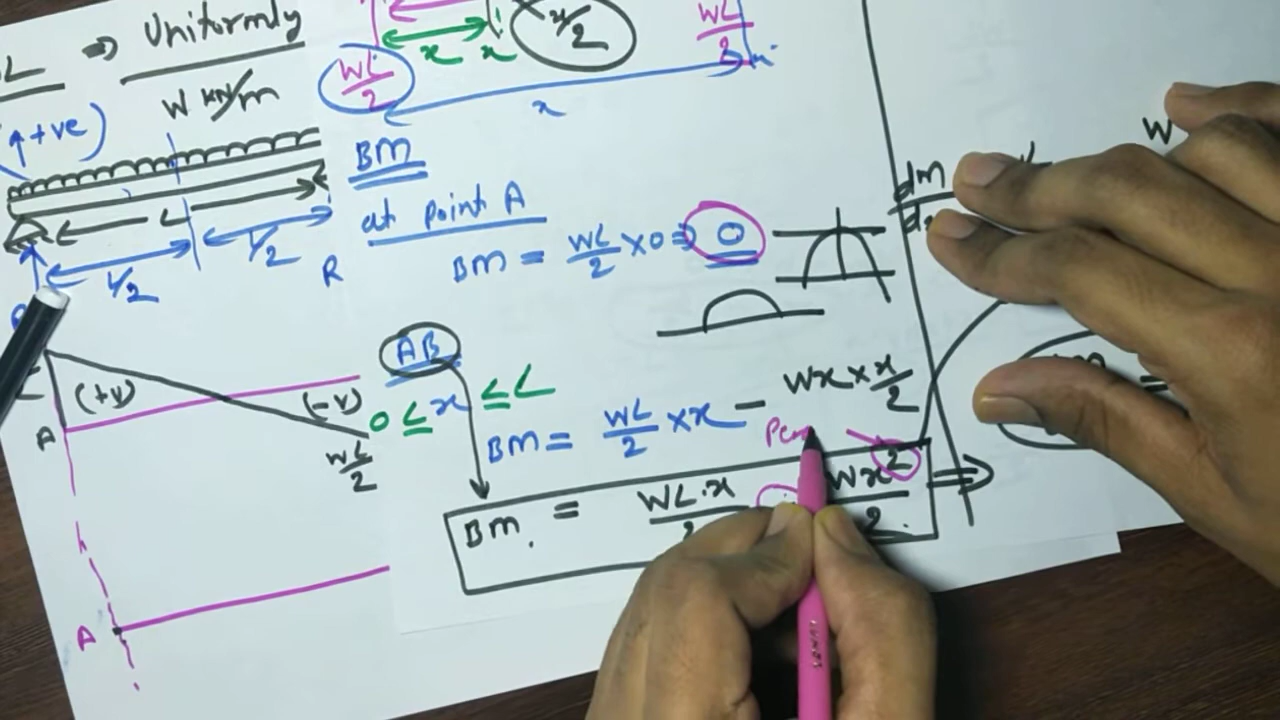 Uniformly
W kN/m
↑+ve)
L
L/2
L/2
R
(+v)
(-v)
A
WL/2
A
WL/2
x
x
x/2
WL/2
x
BM
at point A
BM = WL/2 × 0 = 0
AB
0 ≤ x ≤ L
BM = WL/2 × x - Wx × x/2
BM = WL.x
Wx²/2
dm
W